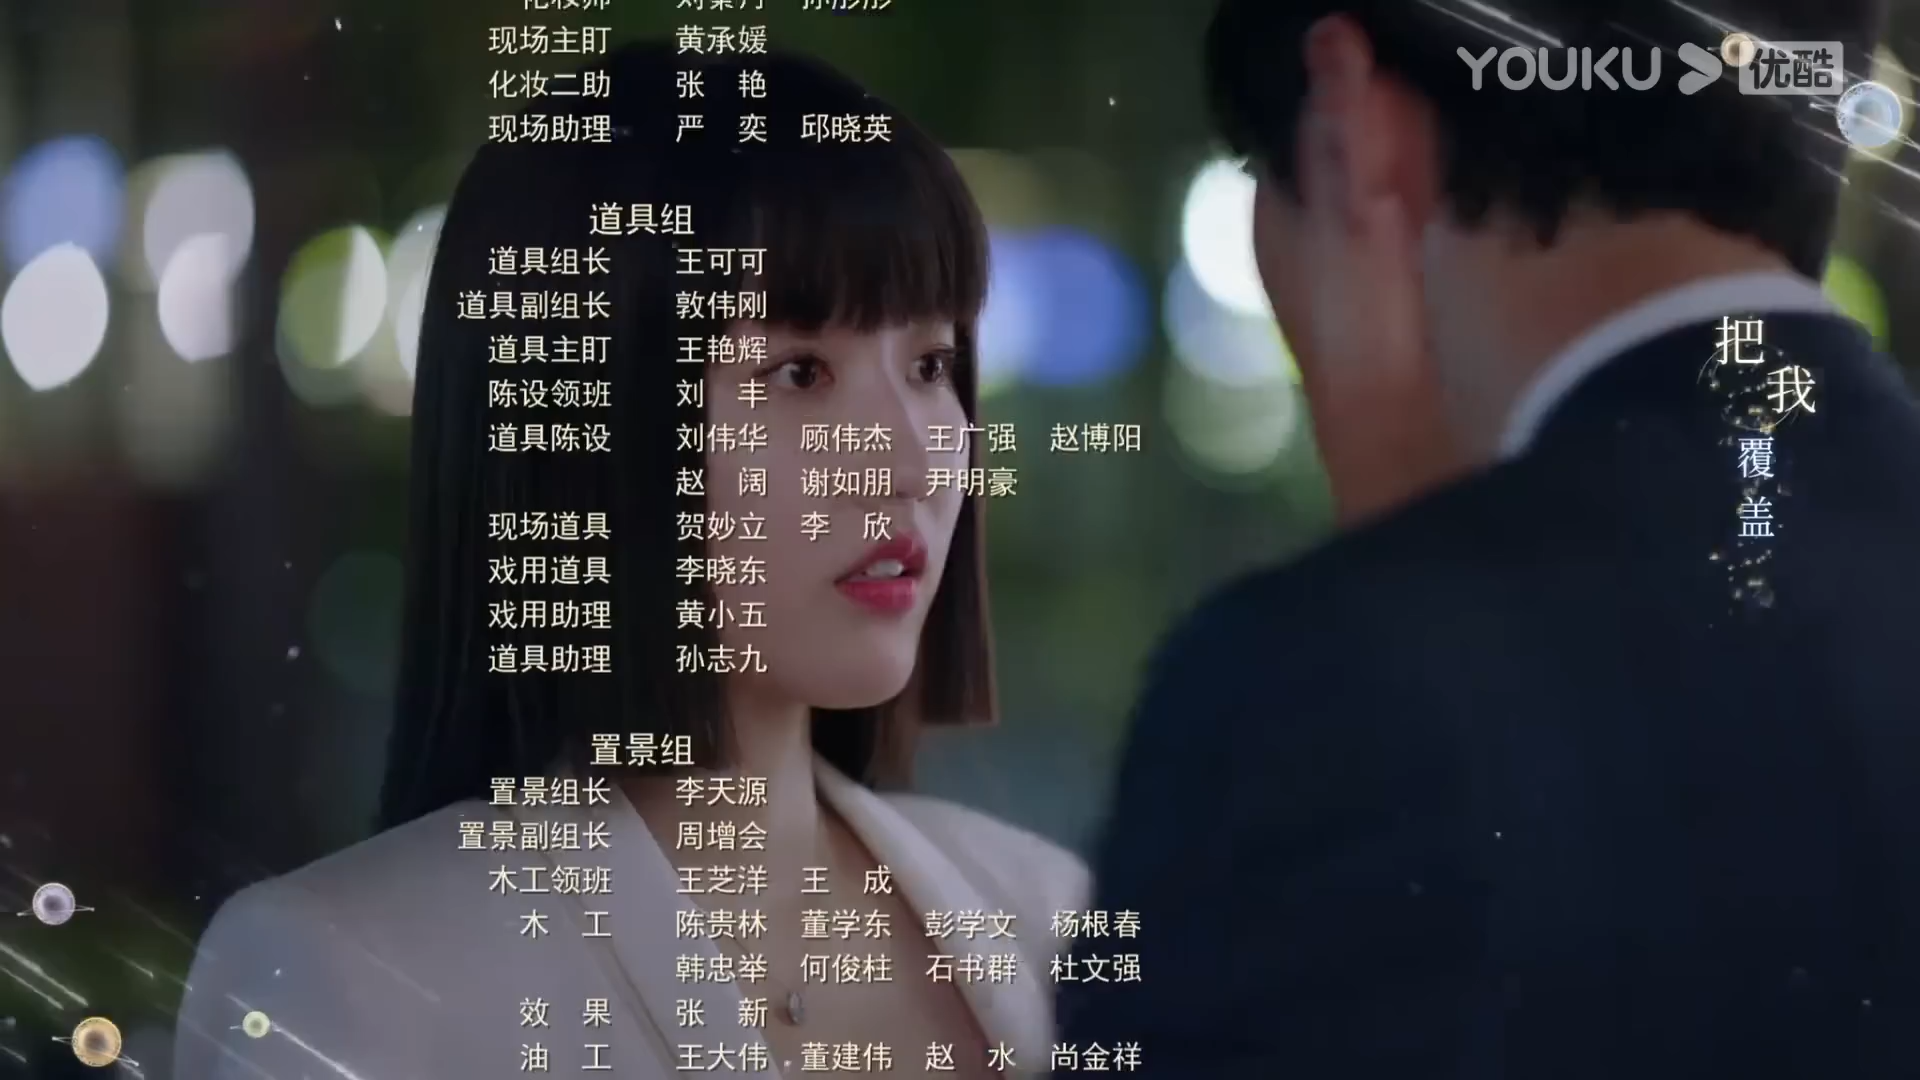 YOUKU 优酷
现场主盯 黄承媛
化妆二助 张 艳
现场助理 严 奕 邱晓英
道具组
道具组长 王可可
道具副组长 敦伟刚
道具主盯 王艳辉
陈设领班 刘 丰
道具陈设 刘伟华 顾伟杰 王广强 赵博阳
赵 阔 谢如朋 尹明豪
现场道具 贺妙立 李 欣
戏用道具 李晓东
戏用助理 黄小五
道具助理 孙志九
置景组
置景组长 李天源
置景副组长 周增会
木工领班 王芝洋 王 成
木 工 陈贵林 董学东 彭学文 杨根春
韩忠举 何俊柱 石书群 杜文强
效 果 张 新
油 工 王大伟 董建伟 赵 水 尚金祥
把我
覆盖